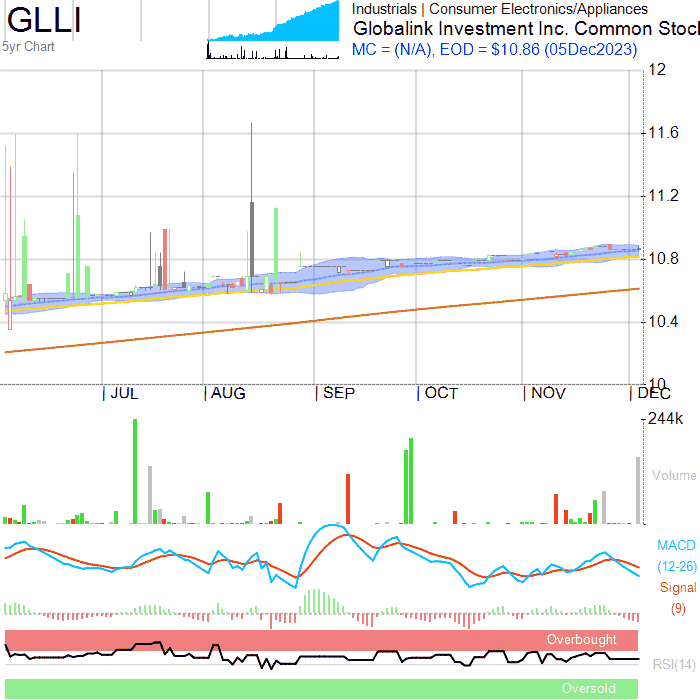 GLLI
5yr Chart
Industrials | Consumer Electronics/Appliances
Globalink Investment Inc. Common Stoc
MC = (N/A), EOD = $10.86 (05Dec2023)
12
11.6
11.2
10.8
10.4
10
JUL AUG SEP OCT NOV DEC
244k
Volume
MACD
(12-26)
Signal
(9)
Overbought
RSI(14)
Oversold